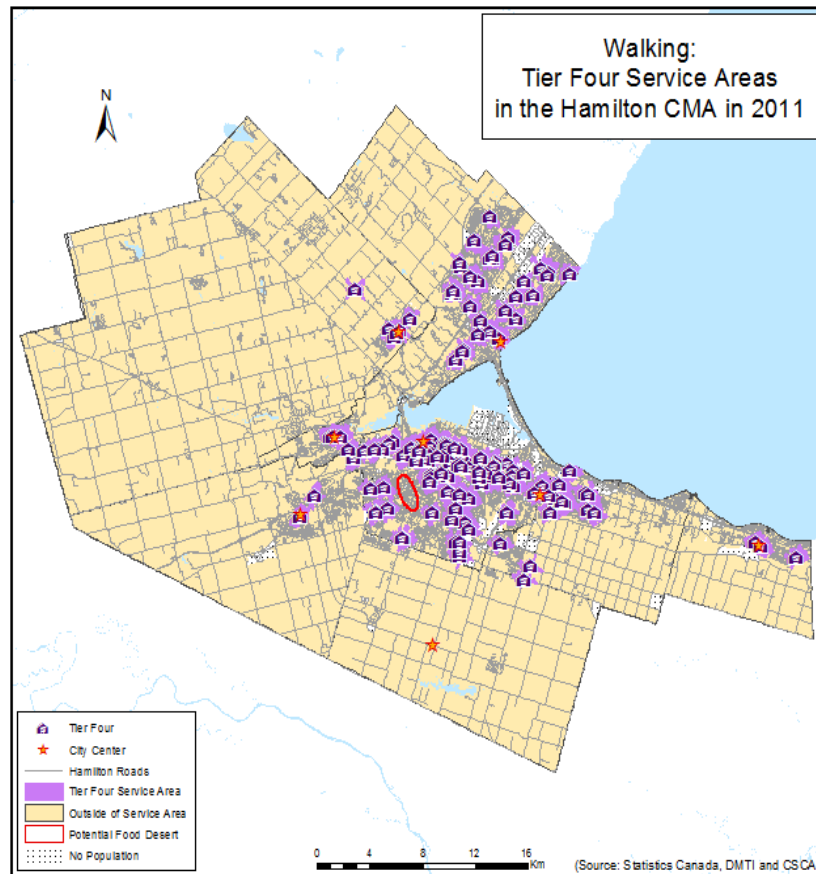 Walking:
Tier Four Service Areas
in the Hamilton CMA in 2011
N
Tier Four
City Center
Hamilton Roads
Tier Four Service Area
Outside of Service Area
Potential Food Desert
No Population
0 4 8 12 16
Km
(Source: Statistics Canada, DMTI and CSCA